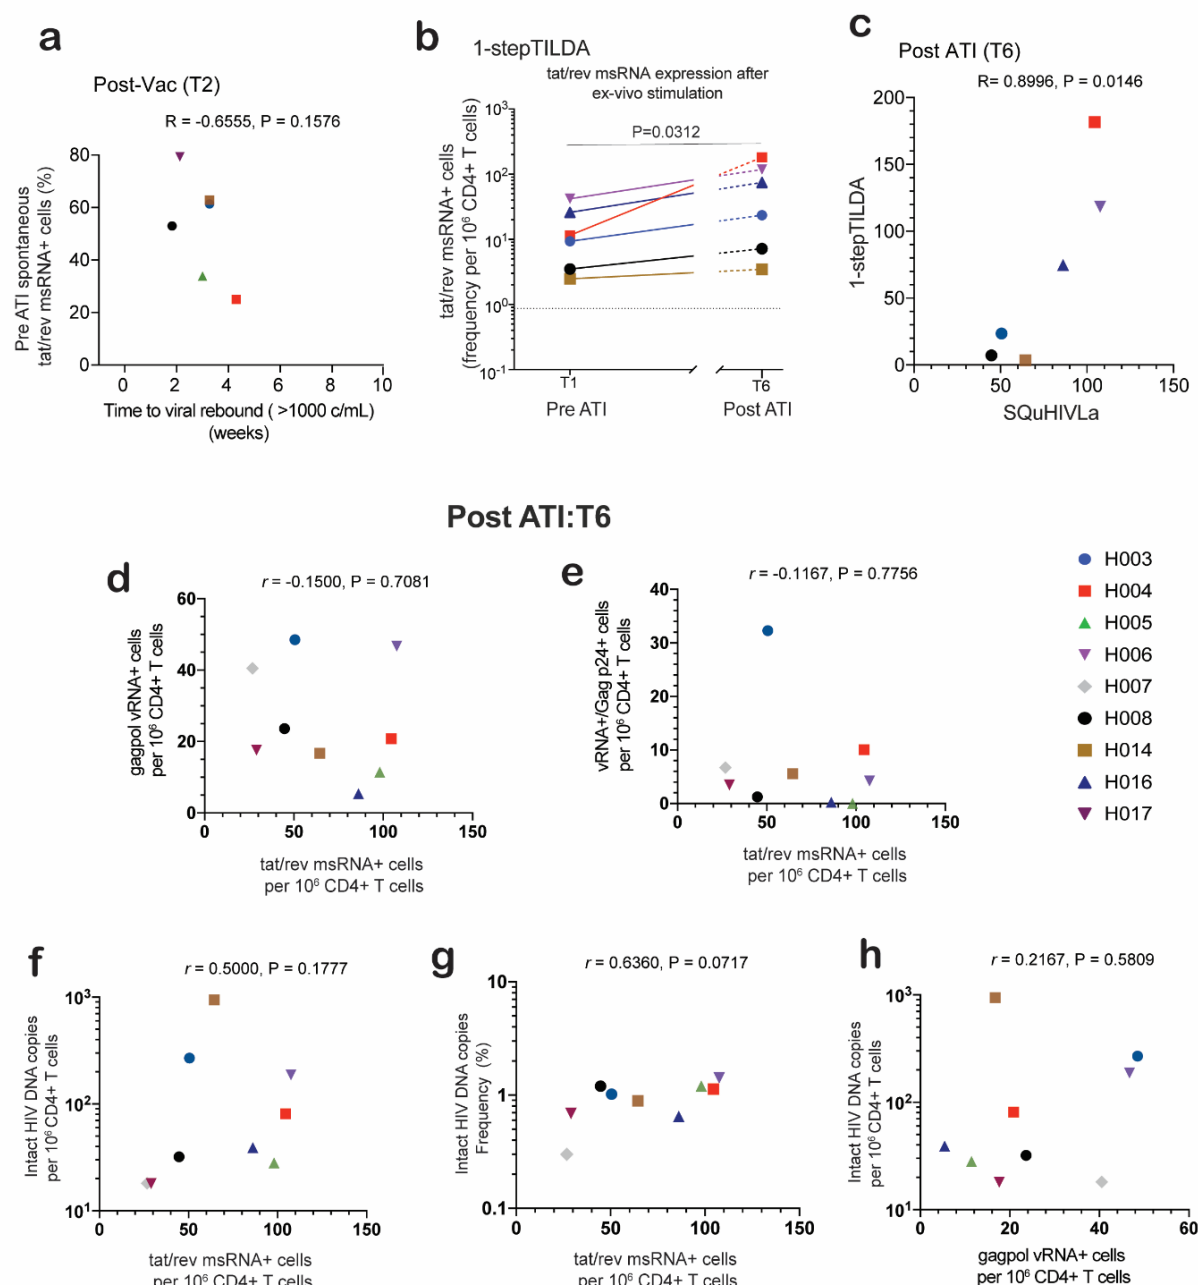 a
Post-Vac (T2)
R = -0.6555, P = 0.1576
Pre ATI spontaneous
tat/rev msRNA+ cells (%)
80
60
40
20
0
0 2 4 6 8 10
Time to viral rebound ( >1000 c/mL)
(weeks)
b
1-stepTILDA
tat/rev msRNA expression after
ex-vivo stimulation
P=0.0312
tat/rev msRNA+ cells
(frequency per 10⁶ CD4+ T cells)
10³
10²
10¹
10⁰
10⁻¹
T1 T6
Pre ATI Post ATI
c
Post ATI (T6)
R= 0.8996, P = 0.0146
1-stepTILDA
200
150
100
50
0
0 50 100 150
SQuHIVLa
Post ATI:T6
d
r = -0.1500, P = 0.7081
gagpol vRNA+ cells
per 10⁶ CD4+ T cells
60
40
20
0
0 50 100 150
tat/rev msRNA+ cells
per 10⁶ CD4+ T cells
e
r = -0.1167, P = 0.7756
vRNA+/Gag p24+ cells
per 10⁶ CD4+ T cells
40
30
20
10
0
0 50 100 150
tat/rev msRNA+ cells
per 10⁶ CD4+ T cells
H003
H004
H005
H006
H007
H008
H014
H016
H017
f
r = 0.5000, P = 0.1777
Intact HIV DNA copies
per 10⁶ CD4+ T cells
10³
10²
10¹
0 50 100 150
tat/rev msRNA+ cells
per 10⁶ CD4+ T cells
g
r = 0.6360, P = 0.0717
Intact HIV DNA copies
Frequency (%)
10
1
0.1
0 50 100 150
tat/rev msRNA+ cells
per 10⁶ CD4+ T cells
h
r = 0.2167, P = 0.5809
Intact HIV DNA copies
per 10⁶ CD4+ T cells
10³
10²
10¹
0 20 40 60
gagpol vRNA+ cells
per 10⁶ CD4+ T cells